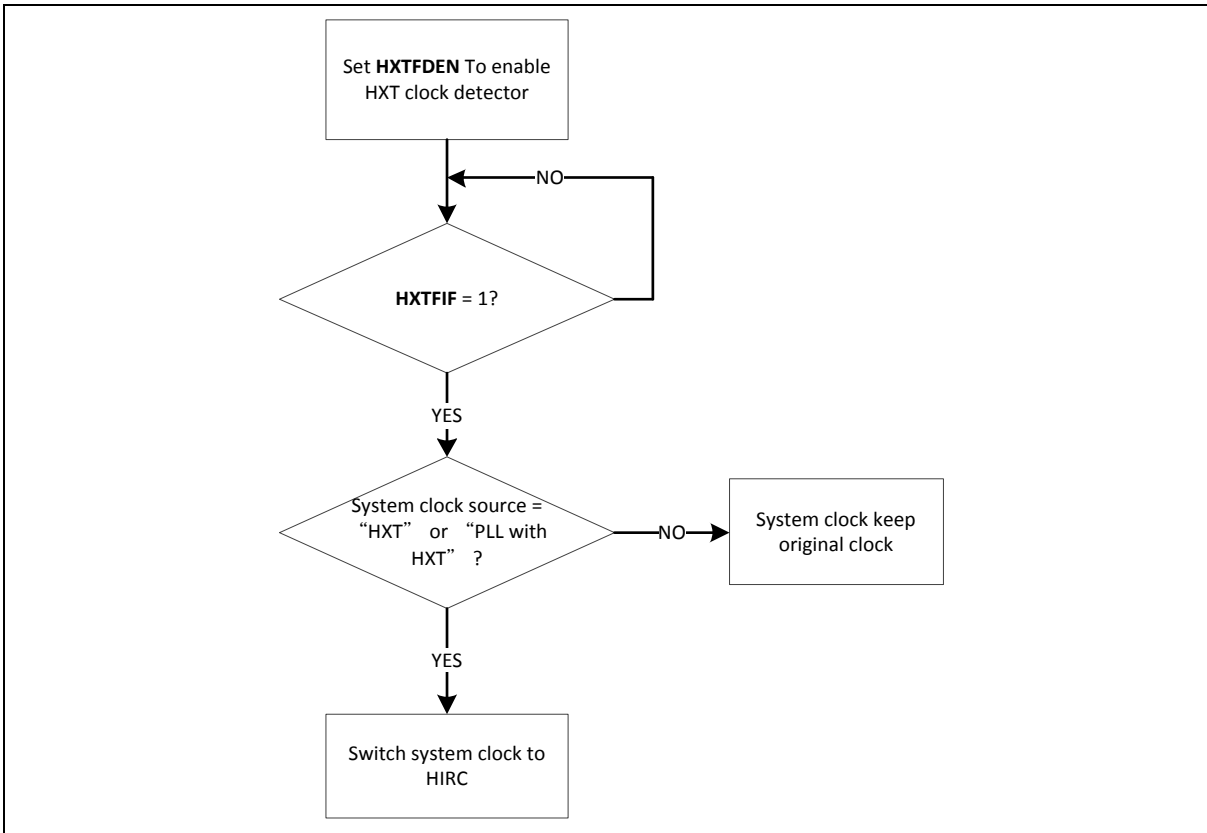 Set HXTFDEN To enable
HXT clock detector
NO
HXTFIF = 1?
YES
System clock source =
“HXT” or “PLL with
HXT” ?
NO
System clock keep
original clock
YES
Switch system clock to
HIRC